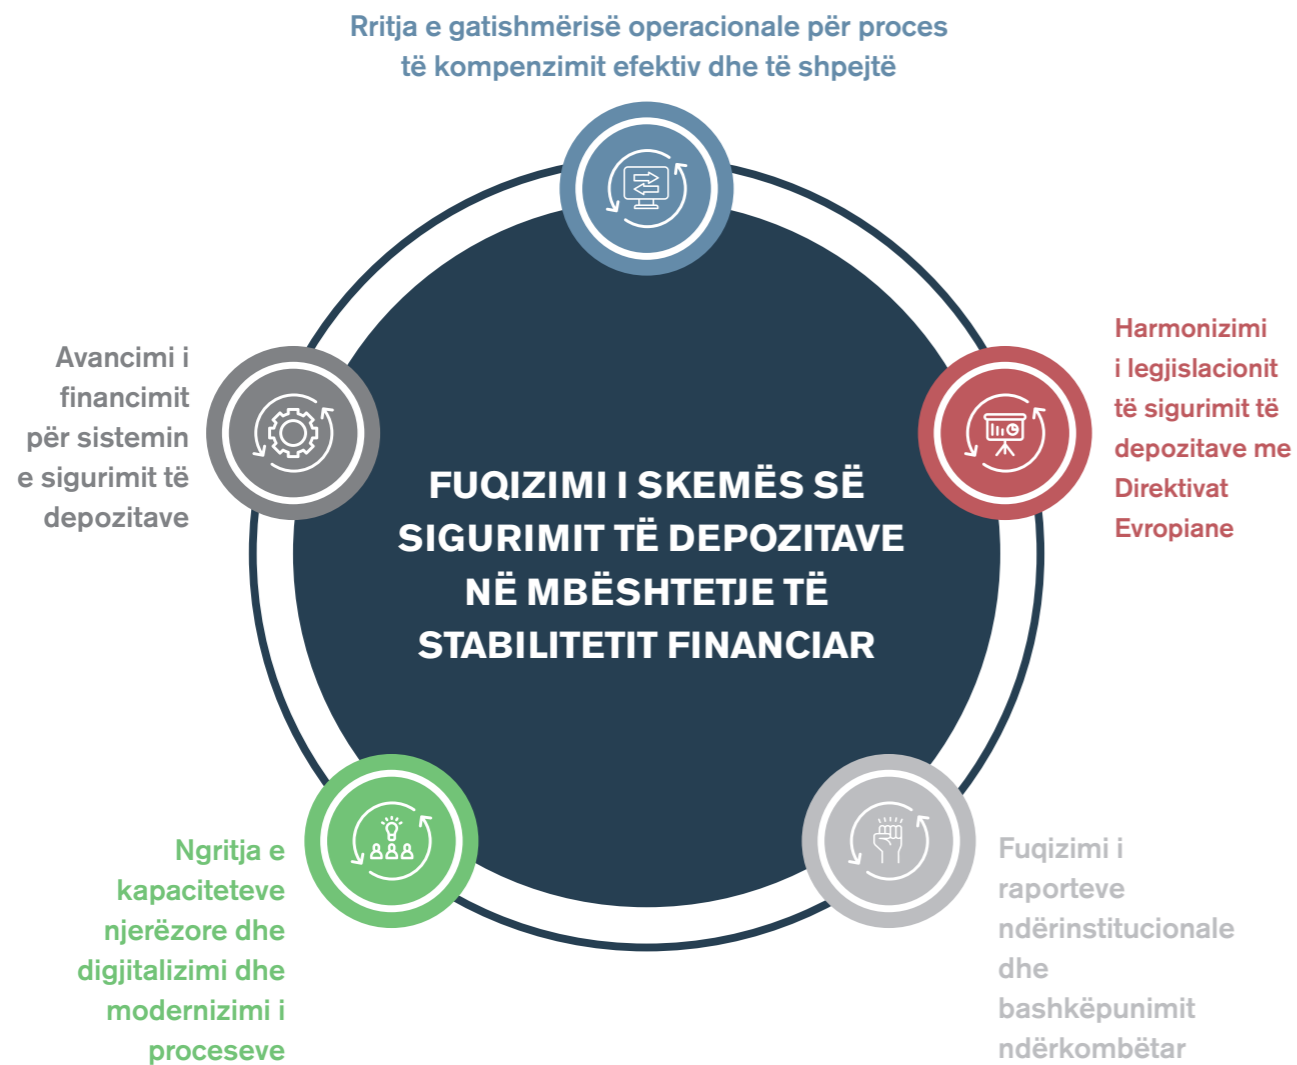 Rritja e gatishmërisë operacionale për proces
të kompenzimit efektiv dhe të shpejtë
Harmonizimi
i legjislacionit
të sigurimit të
depozitave me
Direktivat
Evropiane
Avancimi i
financimit
për sistemin
e sigurimit të
depozitave
FUQIZIMI I SKEMËS SË
SIGURIMIT TË DEPOZITAVE
NË MBËSHTETJE TË
STABILITETIT FINANCIAR
Ngritja e
kapaciteteve
njerëzore dhe
digjitalizimi dhe
modernizimi i
proceseve
Fuqizimi i
raporteve
ndërinstitucionale
dhe
bashkëpunimit
ndërkombëtar